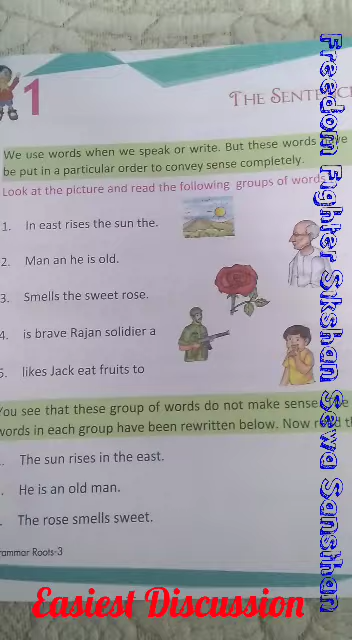 1
THE SENTENCE
We use words when we speak or write. But these words
be put in a particular order to convey sense completely.
Look at the picture and read the following groups of words
1. In east rises the sun the.
2. Man an he is old.
3. Smells the sweet rose.
4. is brave Rajan solidier a
5. likes Jack eat fruits to
You see that these group of words do not make sense
words in each group have been rewritten below. Now read
The sun rises in the east.
He is an old man.
The rose smells sweet.
Grammar Roots-3
Freedom Fighter Sikshan Sewa Sansthan
Easiest Discussion